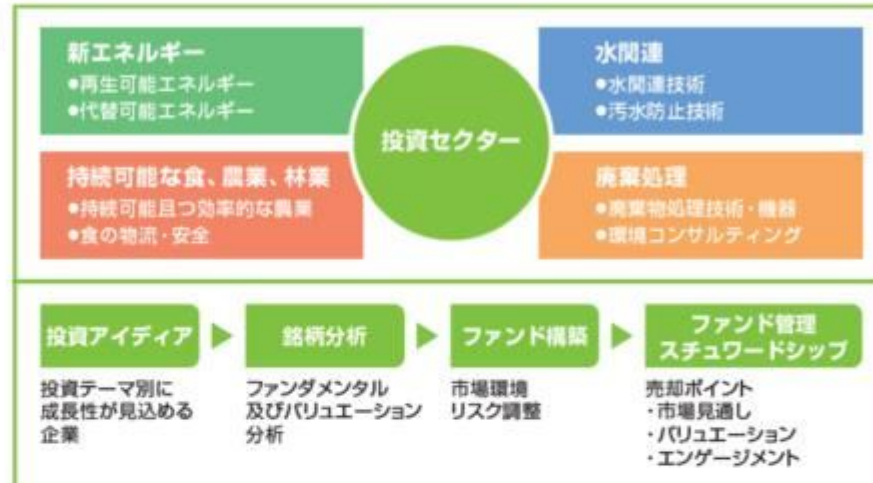 新エネルギー
●再生可能エネルギー
●代替可能エネルギー
水関連
●水関連技術
●汚水防止技術
投資セクター
持続可能な食、農業、林業
●持続可能且つ効率的な農業
●食の物流・安全
廃棄処理
●廃棄物処理技術・機器
●環境コンサルティング
投資アイディア
投資テーマ別に
成長性が見込める
企業
銘柄分析
ファンダメンタル
及びバリュエーション
分析
ファンド構築
市場環境
リスク調整
ファンド管理
スチュワードシップ
売却ポイント
・市場見通し
・バリュエーション
・エンゲージメント